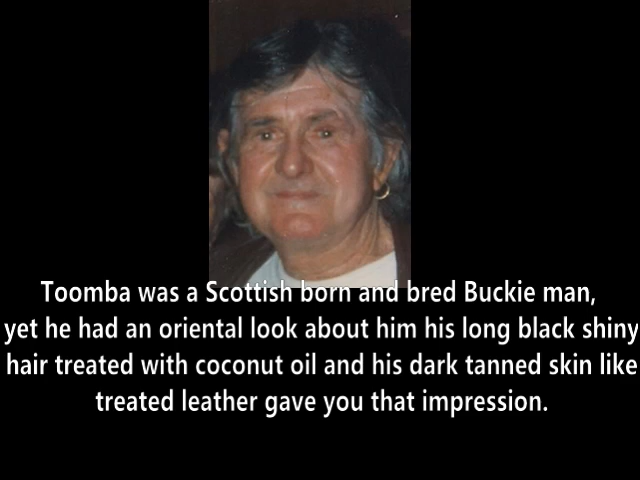 Toomba was a Scottish born and bred Buckie man,
yet he had an oriental look about him his long black shiny
hair treated with coconut oil and his dark tanned skin like
treated leather gave you that impression.